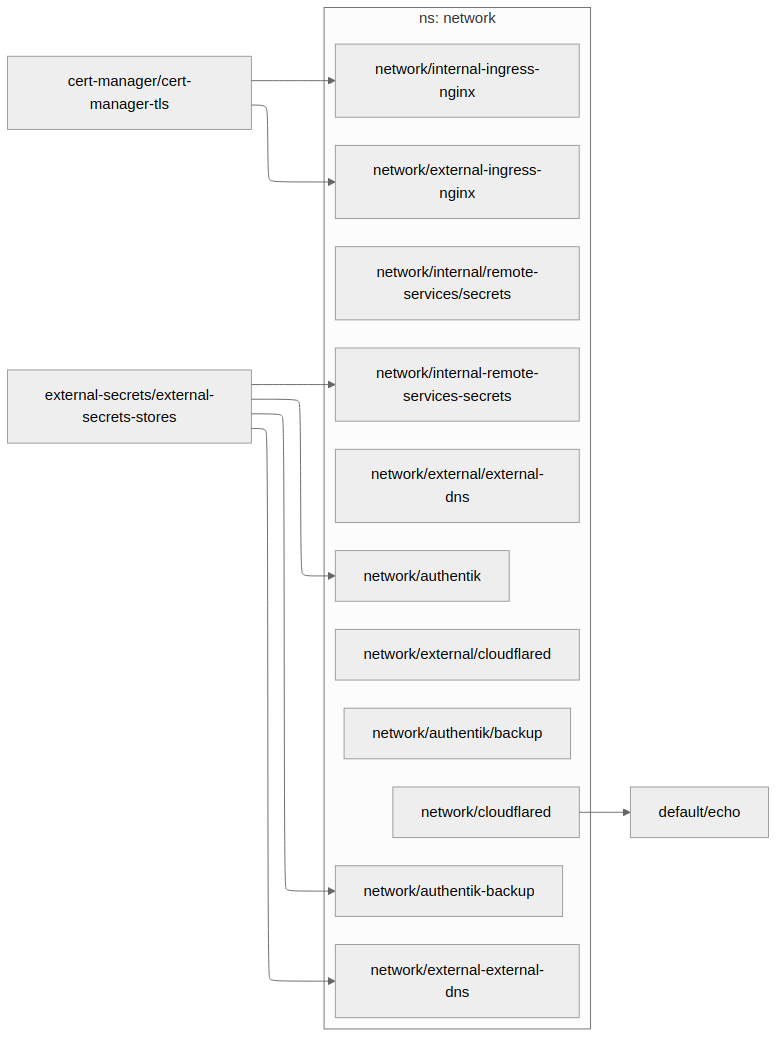 ns: network
cert-manager/cert-
manager-tls
network/internal-ingress-
nginx
network/external-ingress-
nginx
network/internal/remote-
services/secrets
external-secrets/external-
secrets-stores
network/internal-remote-
services-secrets
network/external/external-
dns
network/authentik
network/external/cloudflared
network/authentik/backup
network/cloudflared
default/echo
network/authentik-backup
network/external-external-
dns